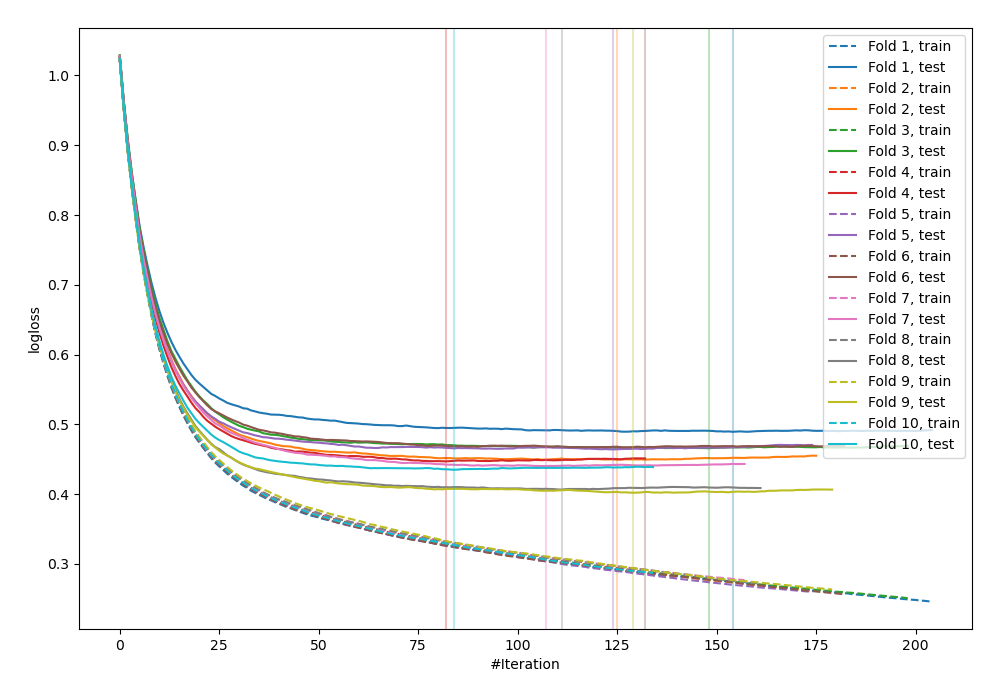 1.0
0.9
0.8
0.7
0.6
0.5
0.4
0.3
logloss
0
25
50
75
100
125
150
175
200
#Iteration
Fold 1, train
Fold 1, test
Fold 2, train
Fold 2, test
Fold 3, train
Fold 3, test
Fold 4, train
Fold 4, test
Fold 5, train
Fold 5, test
Fold 6, train
Fold 6, test
Fold 7, train
Fold 7, test
Fold 8, train
Fold 8, test
Fold 9, train
Fold 9, test
Fold 10, train
Fold 10, test